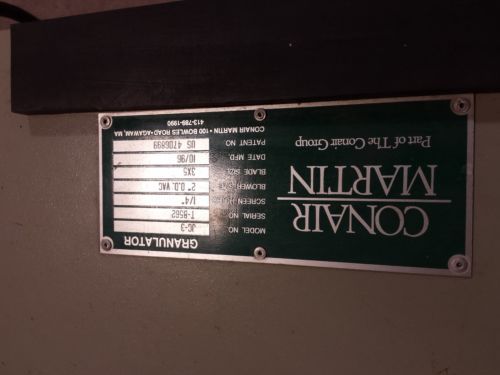 CONAIR
MARTIN
Part of The Conair Group
GRANULATOR
MODEL NO. JC-3
SERIAL NO. T-8562
SCREEN HOLES 1/4"
BLOWER/EVAC 2" O.D. VAC
BLADE SIZE 3X5
DATE MFD. 10/96
PATENT NO. US 4706899
CONAIR MARTIN • 100 BOWLES ROAD • AGAWAM, MA
413-789-1990